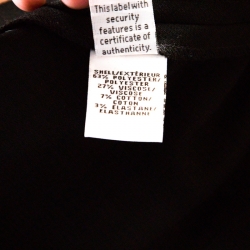 This label with
security
features is a
certificate of
authenticity.
SHELL/EXTÉRIEUR
63% POLYESTER/
POLYESTER
27% VISCOSE/
VISCOSE
7% COTTON/
COTON
3% ELASTANE/
ELASTHANNE